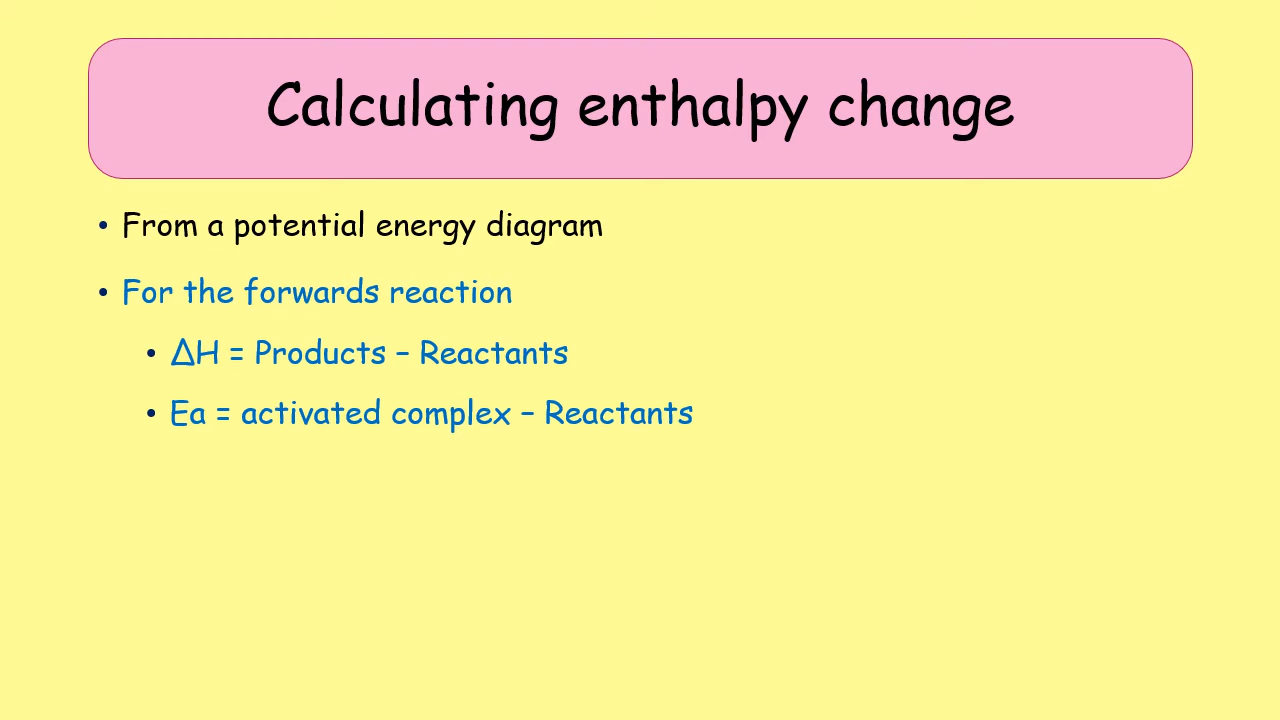 Calculating enthalpy change
• From a potential energy diagram
• For the forwards reaction
• ΔH = Products – Reactants
• Ea = activated complex – Reactants